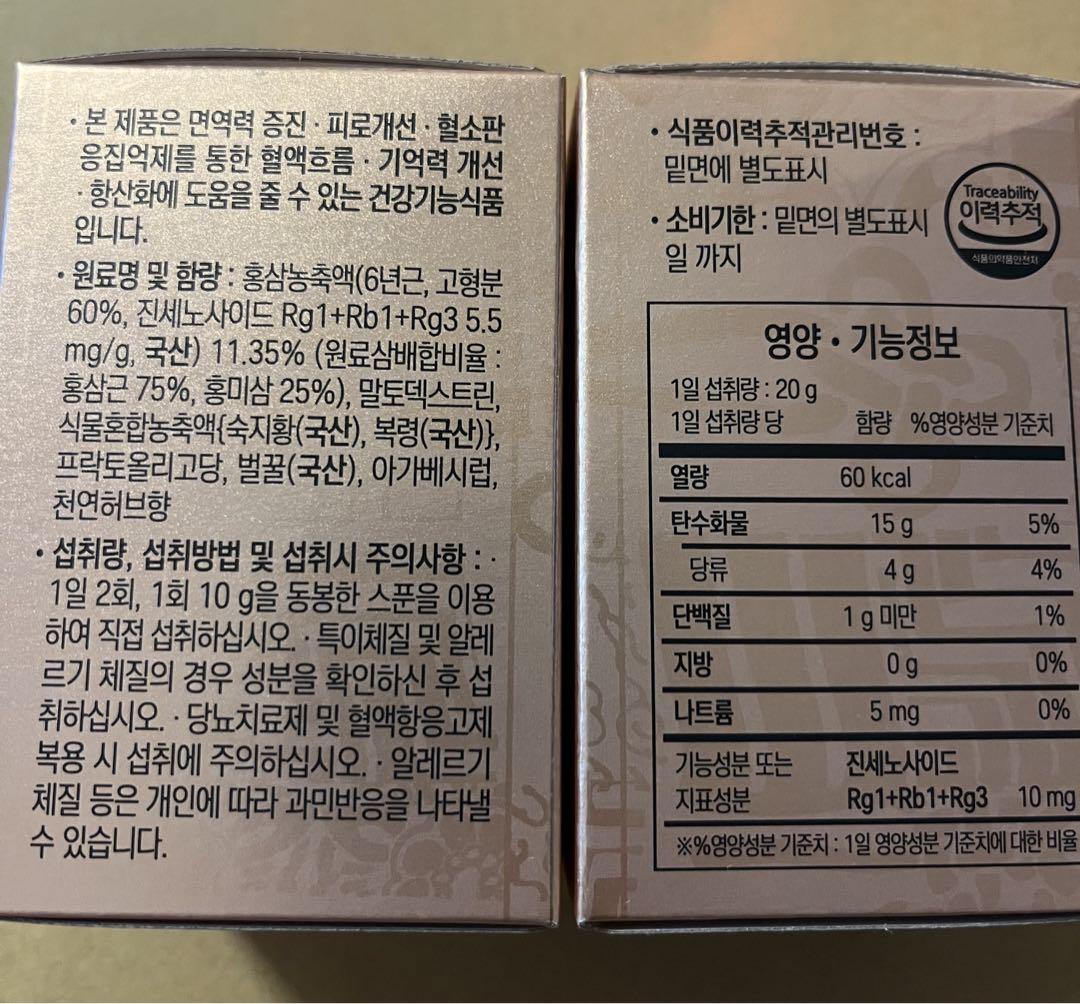 · 본 제품은 면역력 증진 · 피로개선 · 혈소판
응집억제를 통한 혈액흐름 · 기억력 개선
· 항산화에 도움을 줄 수 있는 건강기능식품
입니다.
· 원료명 및 함량 : 홍삼농축액(6년근, 고형분
60%, 진세노사이드 Rg1+Rb1+Rg3 5.5
mg/g, 국산) 11.35% (원료삼배합비율 :
홍삼근 75%, 홍미삼 25%), 말토덱스트린,
식물혼합농축액{숙지황(국산), 복령(국산)},
프락토올리고당, 벌꿀(국산), 아가베시럽,
천연허브향
· 섭취량, 섭취방법 및 섭취시 주의사항 : ·
1일 2회, 1회 10 g을 동봉한 스푼을 이용
하여 직접 섭취하십시오. · 특이체질 및 알레
르기 체질의 경우 성분을 확인하신 후 섭
취하십시오. · 당뇨치료제 및 혈액항응고제
복용 시 섭취에 주의하십시오. · 알레르기
체질 등은 개인에 따라 과민반응을 나타낼
수 있습니다.
· 식품이력추적관리번호 :
밑면에 별도표시
· 소비기한 : 밑면의 별도표시
일 까지
Traceability
이력추적
식품의약품안전처
영양 · 기능정보
1일 섭취량 : 20 g
1일 섭취량 당 함량 %영양성분 기준치
열량 60 kcal
탄수화물 15 g 5%
당류 4 g 4%
단백질 1 g 미만 1%
지방 0 g 0%
나트륨 5 mg 0%
기능성분 또는 진세노사이드
지표성분 Rg1+Rb1+Rg3 10 mg
※%영양성분 기준치 : 1일 영양성분 기준치에 대한 비율